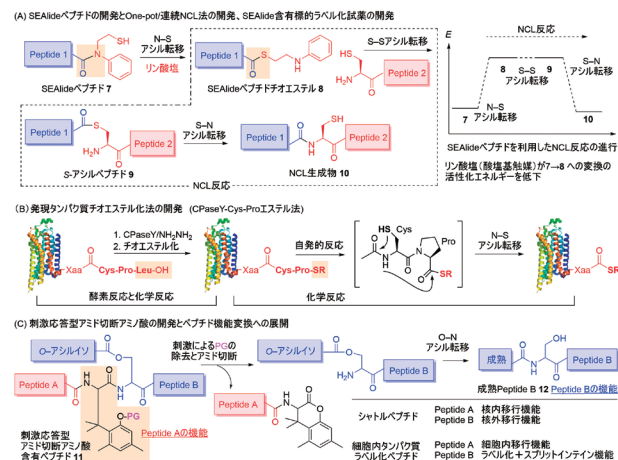 (A) SEAlideペプチドの開発とOne-pot/連続NCL法の開発、SEAlide含有標的ラベル化試薬の開発
NCL反応
SH
Peptide 1
N
O
N–S
アシル転移
リン酸塩
SEAlideペプチド 7
Peptide 1
S
O
N
H
SEAlideペプチドチオエステル 8
S–Sアシル転移
HS
H2N
Peptide 2
O
E
8
S–S
9
アシル転移
S–N
アシル転移
7
N–S
アシル転移
10
SEAlideペプチドを利用したNCL反応の進行
リン酸塩（酸塩基触媒）が7→8 への変換の
活性化エネルギーを低下
O
Peptide 1
S
H2N
Peptide 2
O
S-アシルペプチド 9
S–N
アシル転移
O
SH
Peptide 1
N
H
Peptide 2
O
NCL生成物 10
NCL反応
(B) 発現タンパク質チオエステル化法の開発 (CPaseY-Cys-Proエステル法)
O
Xaa
Cys-Pro-Leu-OH
1. CPaseY/NH2NH2
2. チオエステル化
O
Xaa
Cys-Pro-SR
自発的反応
HS
Cys
Pro
O
N
H
O
N
SR
O
N–S
アシル転移
O
Xaa
SR
酵素反応と化学反応
化学反応
(C) 刺激応答型アミド切断アミノ酸の開発とペプチド機能変換への展開
O–アシルイソ
O
O
Peptide A
H
N
O
N
H
Peptide B
O
O-PG
刺激応答型
アミド切断アミノ酸
含有ペプチド 11
Peptide Aの機能
刺激によるPGの
除去とアミド切断
O–アシルイソ
O
O
H2N
Peptide B
O
Peptide A
H
N
O
O
O
O–N
アシル転移
HO
成熟
O
N
H
Peptide B
O
成熟Peptide B 12 Peptide Bの機能
シャトルペプチド
Peptide A 核内移行機能
Peptide B 核外移行機能
細胞内タンパク質
ラベル化ペプチド
Peptide A 細胞内移行機能
Peptide B ラベル化＋スプリットインテイン機能